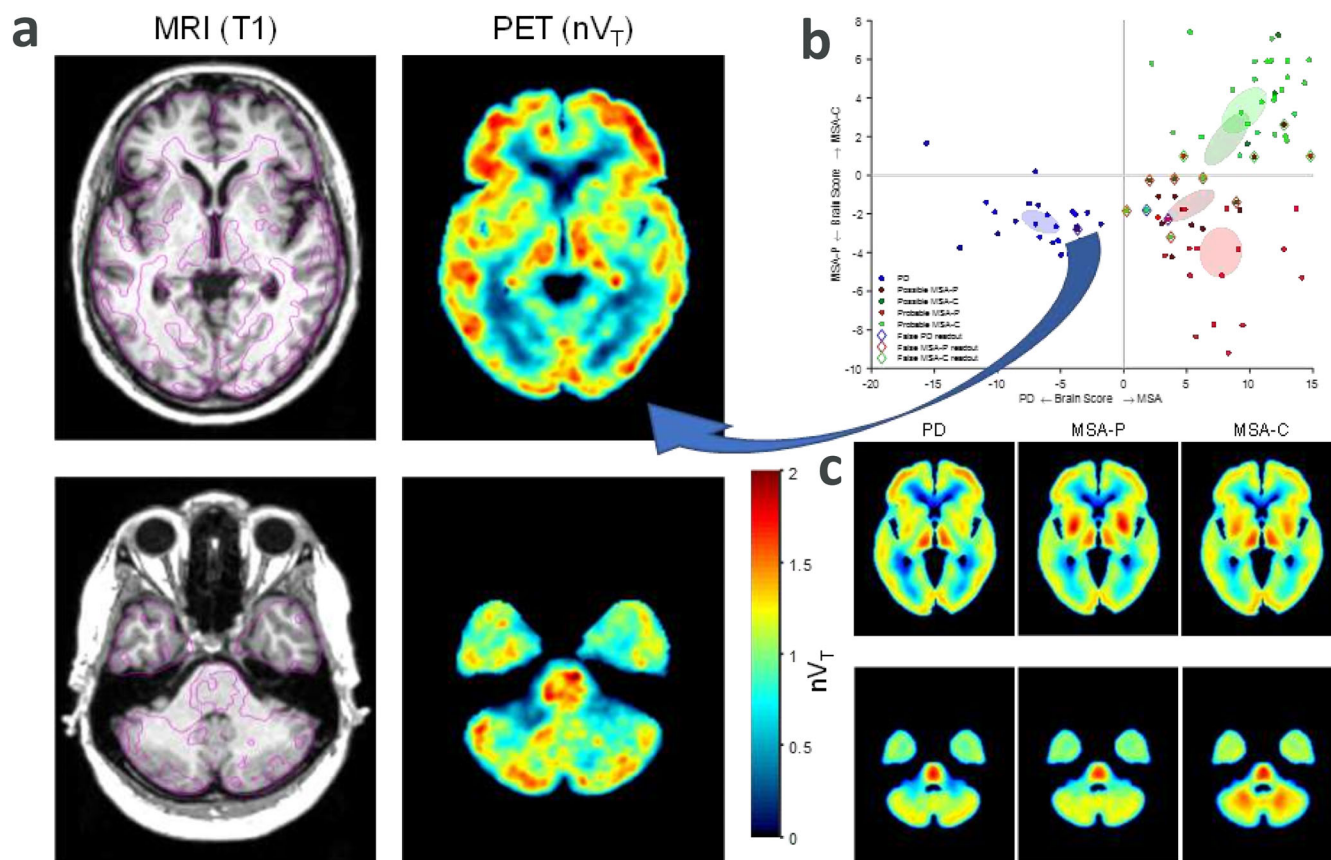 a
MRI (T1)
PET (nV_T)
b
8
6
4
2
0
-2
-4
-6
-8
-10
MSA-P ← Brain Score → MSA-C
PD
Possible MSA-P
Possible MSA-C
Probable MSA-P
Probable MSA-C
False PD readout
False MSA-P readout
False MSA-C readout
-20
-15
-10
-5
0
5
10
15
PD ← Brain Score → MSA
2
1.5
1
0.5
0
nV_T
c
PD
MSA-P
MSA-C